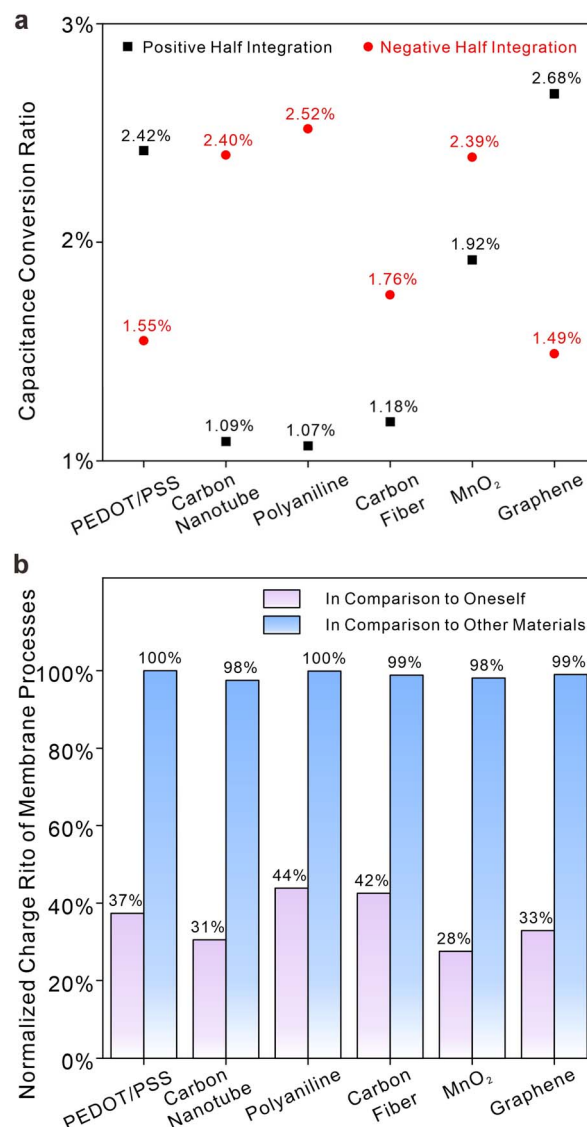 a
3%
■ Positive Half Integration ● Negative Half Integration
2.68%
2.42%
2.40%
2.52%
2.39%
2%
1.92%
1.76%
1.55%
1.49%
1.09%
1.07%
1.18%
1%
Capacitance Conversion Ratio
PEDOT/PSS
Carbon
Nanotube
Polyaniline
Carbon
Fiber
MnO₂
Graphene
b
In Comparison to Oneself
In Comparison to Other Materials
100%
100%
98%
100%
99%
98%
99%
80%
60%
44%
42%
40%
37%
31%
28%
33%
20%
0%
Normalized Charge Rito of Membrane Processes
PEDOT/PSS
Carbon
Nanotube
Polyaniline
Carbon
Fiber
MnO₂
Graphene